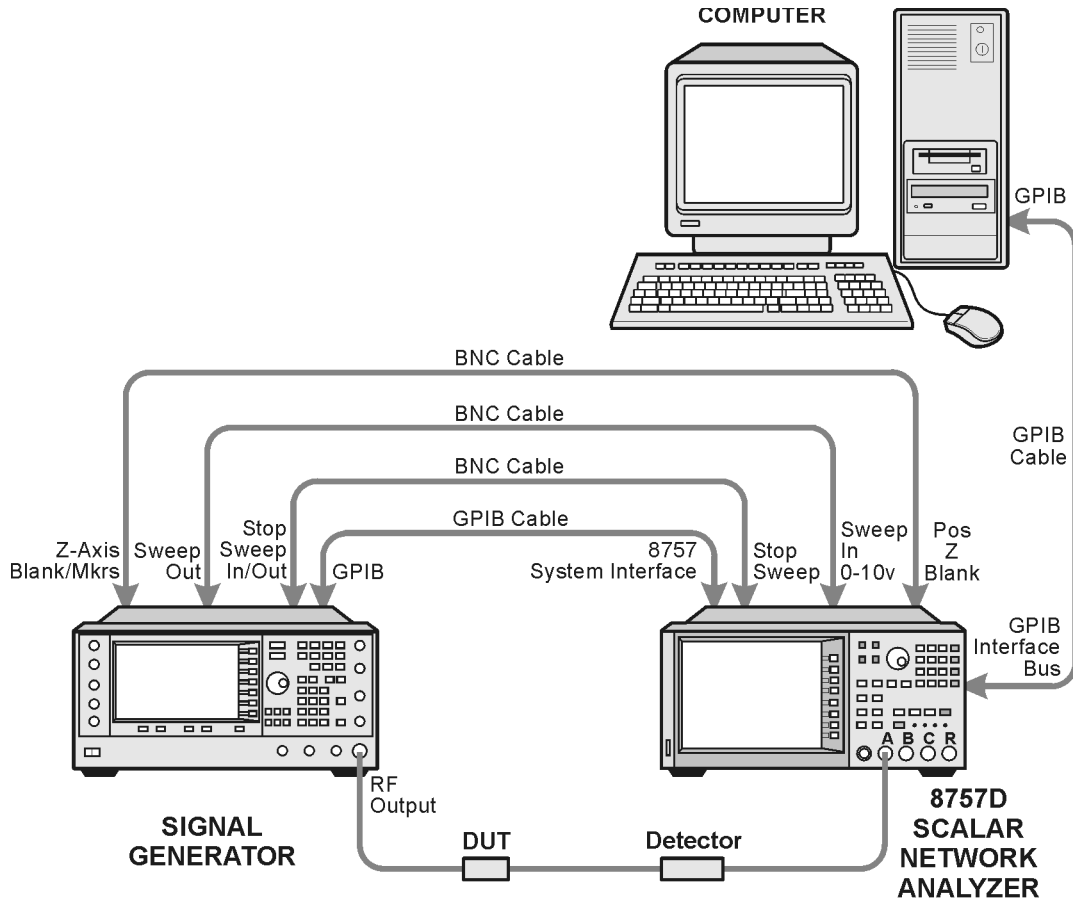 COMPUTER
GPIB
BNC Cable
BNC Cable
BNC Cable
GPIB Cable
GPIB
Cable
Z-Axis
Blank/Mkrs
Sweep
Out
Stop
Sweep
In/Out
GPIB
8757
System Interface
Stop
Sweep
Sweep
In
0-10v
Pos
Z
Blank
GPIB
Interface
Bus
A B C R
RF
Output
SIGNAL
GENERATOR
DUT
Detector
8757D
SCALAR
NETWORK
ANALYZER